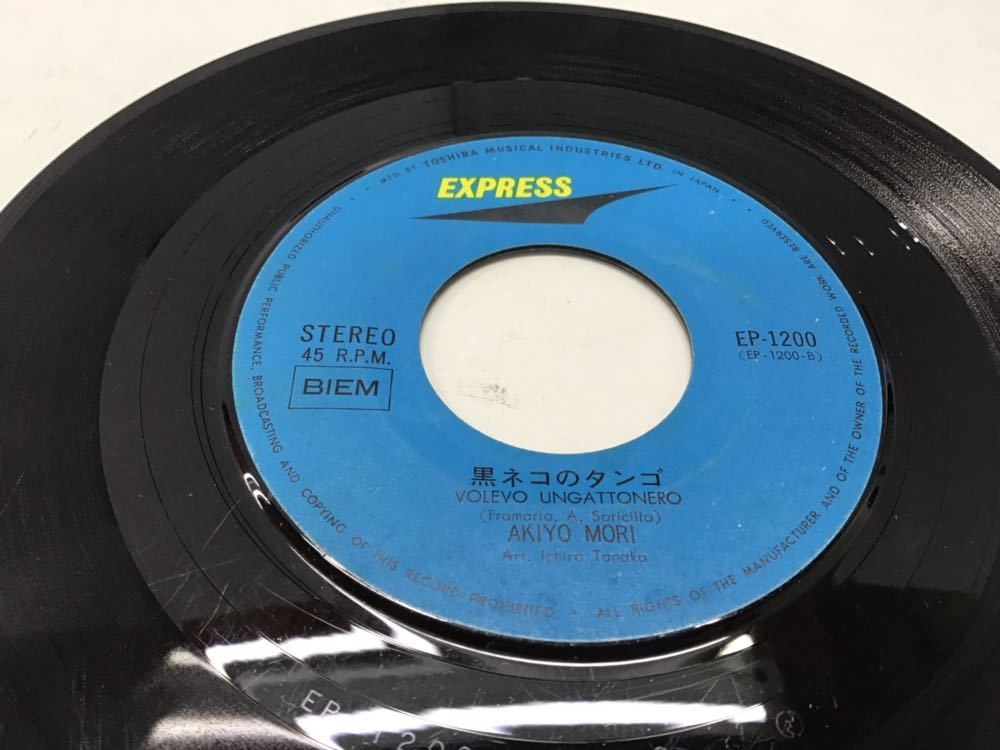 • MFD BY TOSHIBA MUSICAL INDUSTRIES LTD. IN JAPAN •
EXPRESS
STEREO
45 R.P.M.
BIEM
EP-1200
(EP-1200-B)
黒ネコのタンゴ
VOLEVO UNGATTONERO
(Framario, A. Soricillo)
AKIYO MORI
Arr. Ichiro Tanaka
UNAUTHORIZED PUBLIC PERFORMANCE, BROADCASTING AND COPYING OF THIS RECORD PROHIBITED • ALL RIGHTS OF THE MANUFACTURER AND OF THE OWNER OF THE RECORDED WORK ARE RESERVED